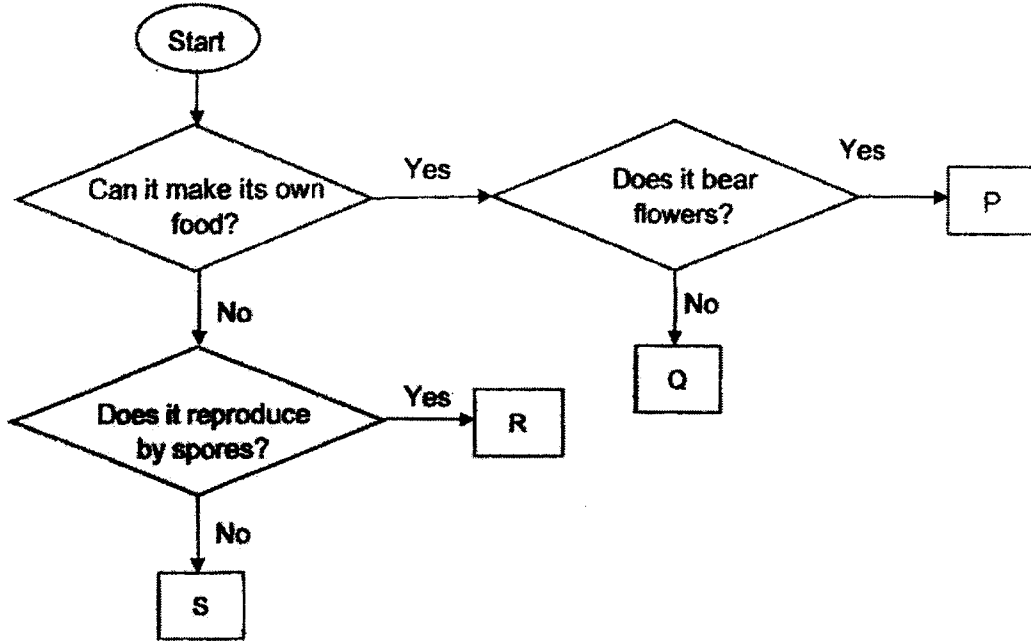 Start
Can it make its own
food?
Yes
Does it bear
flowers?
Yes
P
No
No
Q
Does it reproduce
by spores?
Yes
R
No
S